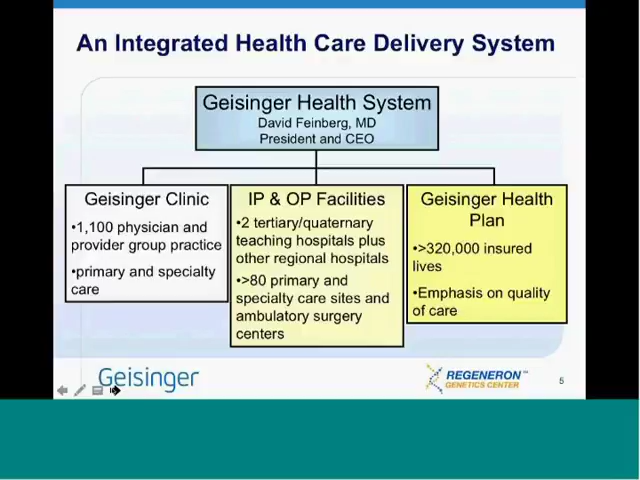 An Integrated Health Care Delivery System
Geisinger Health System
David Feinberg, MD
President and CEO
Geisinger Clinic
•1,100 physician and
provider group practice
•primary and specialty
care
IP & OP Facilities
•2 tertiary/quaternary
teaching hospitals plus
other regional hospitals
•>80 primary and
specialty care sites and
ambulatory surgery
centers
Geisinger Health
Plan
•>320,000 insured
lives
•Emphasis on quality
of care
Geisinger
REGENERON
GENETICS CENTER
5